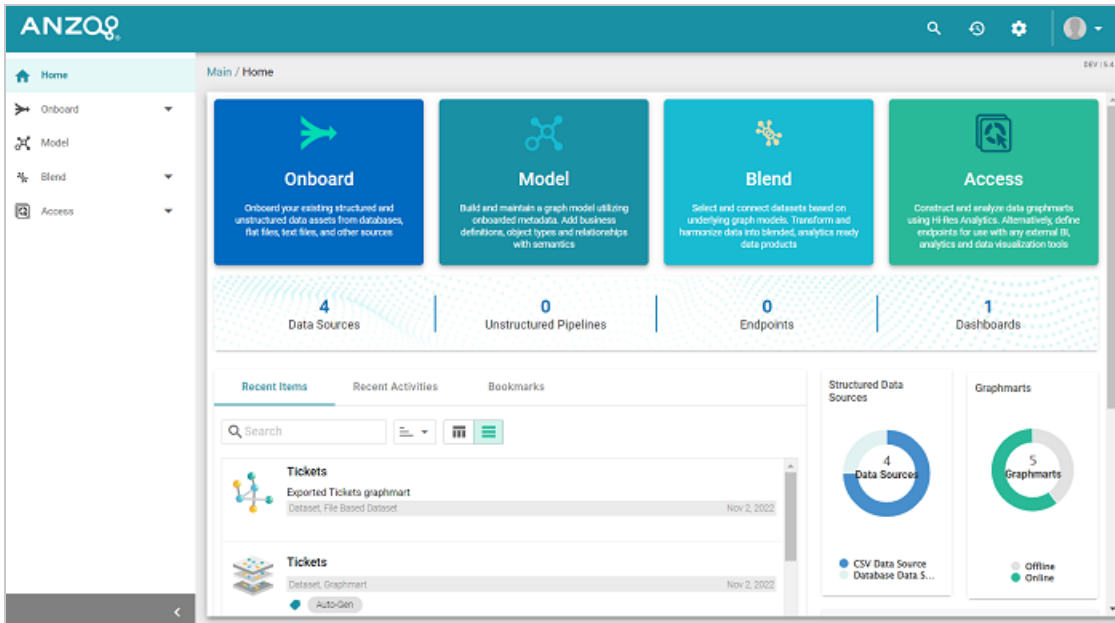 ANZO
Home
Onboard
Model
Blend
Access
Main / Home
DEV | 5.4
Onboard
Onboard your existing structured and
unstructured data assets from databases,
flat files, text files, and other sources
Model
Build and maintain a graph model utilizing
onboarded metadata. Add business
definitions, object types and relationships
with semantics
Blend
Select and connect datasets based on
underlying graph models. Transform and
harmonize data into blended, analytics ready
data products
Access
Construct and analyze data graphmarts
using Hi-Res Analytics. Alternatively, define
endpoints for use with any external BI,
analytics and data visualization tools
4
Data Sources
0
Unstructured Pipelines
0
Endpoints
1
Dashboards
Recent Items
Recent Activities
Bookmarks
Search
Tickets
Exported Tickets graphmart
Dataset, File Based Dataset
Nov 2, 2022
Tickets
Dataset, Graphmart
Nov 2, 2022
Auto-Gen
Structured Data
Sources
4
Data Sources
CSV Data Source
Database Data S...
Graphmarts
5
Graphmarts
Offline
Online